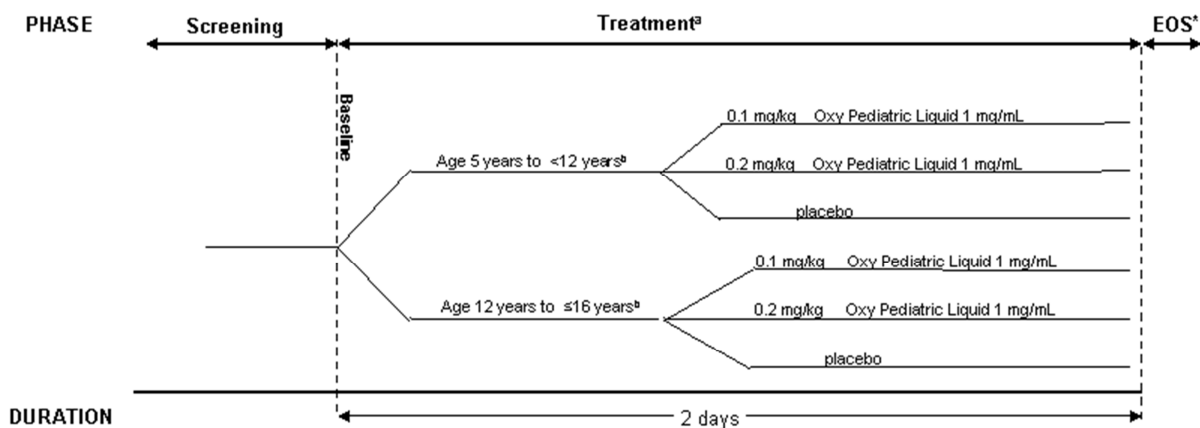 PHASE Screening Treatmentᵃ EOS*
Baseline
0.1 mg/kg Oxy Pediatric Liquid 1 mg/mL
Age 5 years to <12 yearsᵇ 0.2 mg/kg Oxy Pediatric Liquid 1 mg/mL
placebo
0.1 mg/kg Oxy Pediatric Liquid 1 mg/mL
Age 12 years to ≤16 yearsᵇ 0.2 mg/kg Oxy Pediatric Liquid 1 mg/mL
placebo
DURATION 2 days